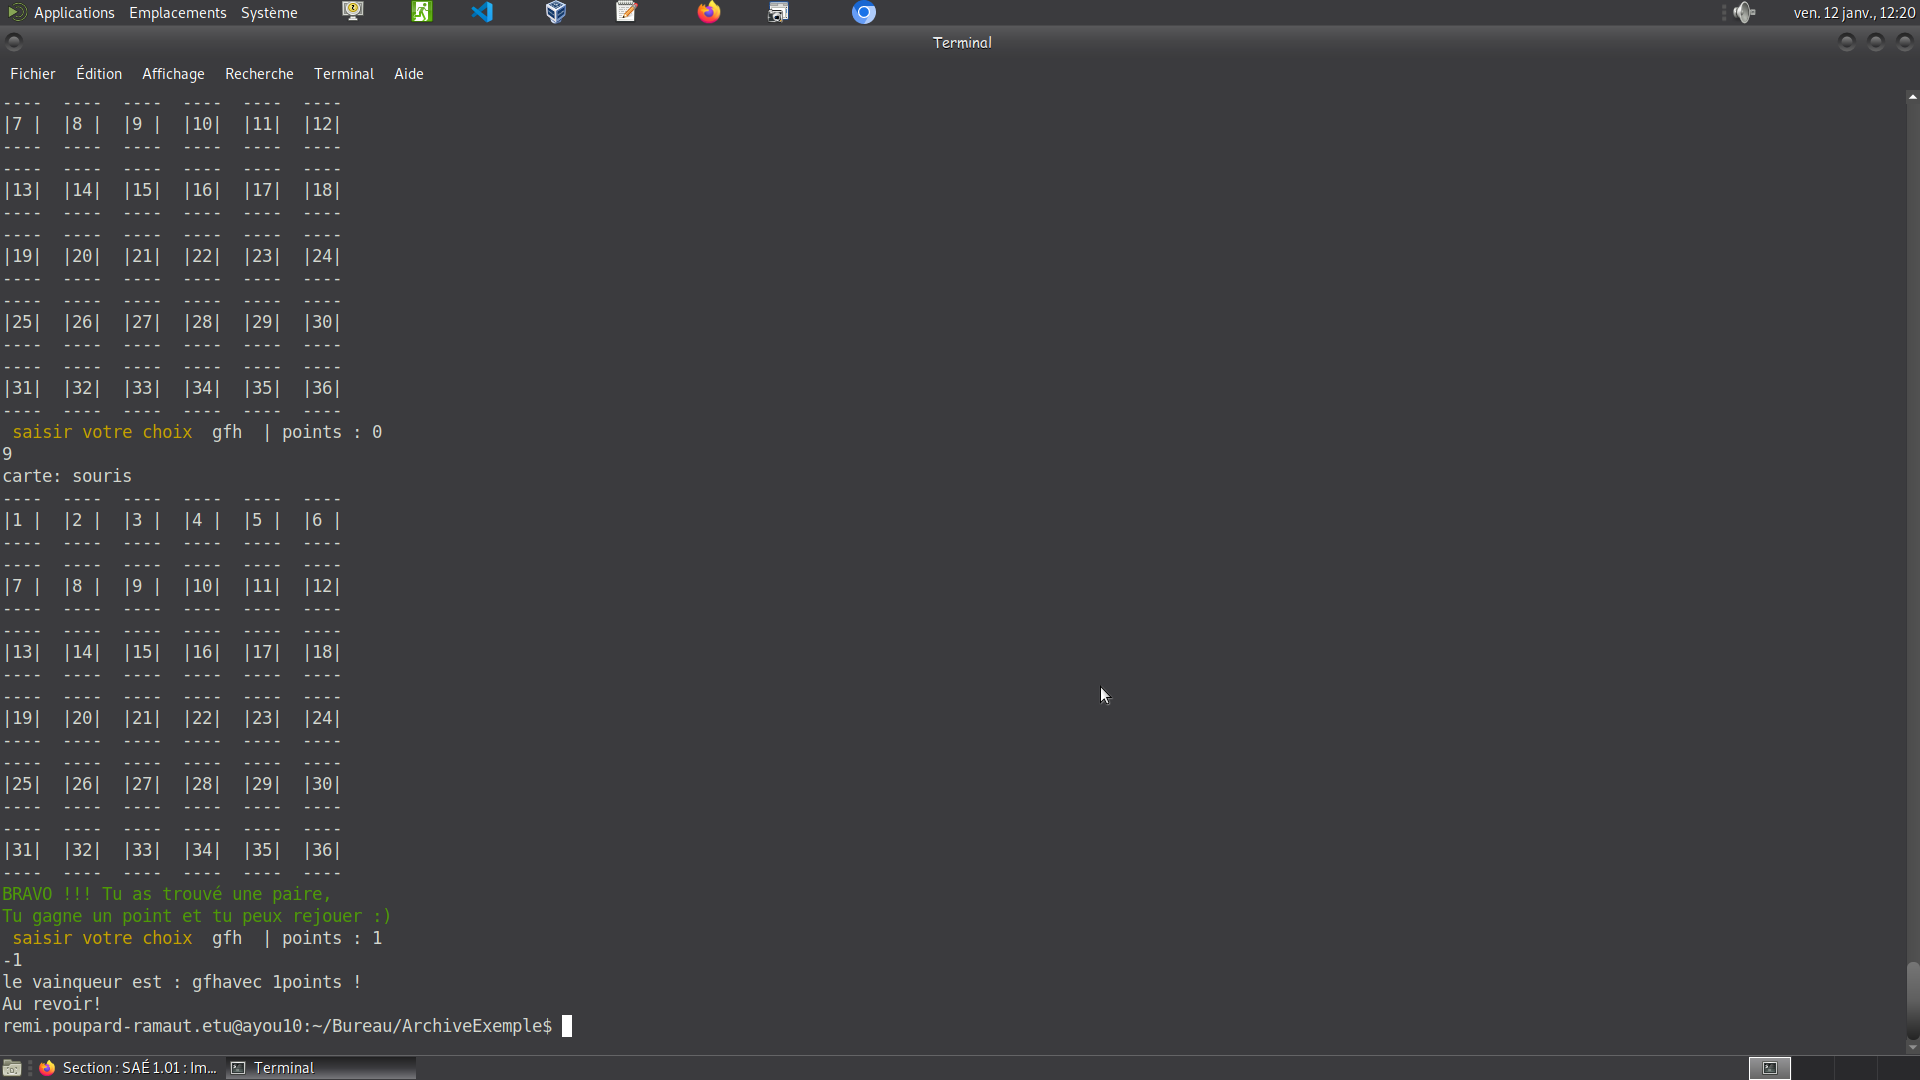 Applications Emplacements Système ven. 12 janv., 12:20
Terminal
Fichier Édition Affichage Recherche Terminal Aide
---- ---- ---- ---- ---- ----
|7 | |8 | |9 | |10| |11| |12|
---- ---- ---- ---- ---- ----
---- ---- ---- ---- ---- ----
|13| |14| |15| |16| |17| |18|
---- ---- ---- ---- ---- ----
---- ---- ---- ---- ---- ----
|19| |20| |21| |22| |23| |24|
---- ---- ---- ---- ---- ----
---- ---- ---- ---- ---- ----
|25| |26| |27| |28| |29| |30|
---- ---- ---- ---- ---- ----
---- ---- ---- ---- ---- ----
|31| |32| |33| |34| |35| |36|
---- ---- ---- ---- ---- ----
saisir votre choix gfh | points : 0
9
carte: souris
---- ---- ---- ---- ---- ----
|1 | |2 | |3 | |4 | |5 | |6 |
---- ---- ---- ---- ---- ----
---- ---- ---- ---- ---- ----
|7 | |8 | |9 | |10| |11| |12|
---- ---- ---- ---- ---- ----
---- ---- ---- ---- ---- ----
|13| |14| |15| |16| |17| |18|
---- ---- ---- ---- ---- ----
---- ---- ---- ---- ---- ----
|19| |20| |21| |22| |23| |24|
---- ---- ---- ---- ---- ----
---- ---- ---- ---- ---- ----
|25| |26| |27| |28| |29| |30|
---- ---- ---- ---- ---- ----
---- ---- ---- ---- ---- ----
|31| |32| |33| |34| |35| |36|
---- ---- ---- ---- ---- ----
BRAVO !!! Tu as trouvé une paire,
Tu gagne un point et tu peux rejouer :)
saisir votre choix gfh | points : 1
-1
le vainqueur est : gfhavec 1points !
Au revoir!
remi.poupard-ramaut.etu@ayou10:~/Bureau/ArchiveExemple$
Section : SAÉ 1.01 : Im... Terminal